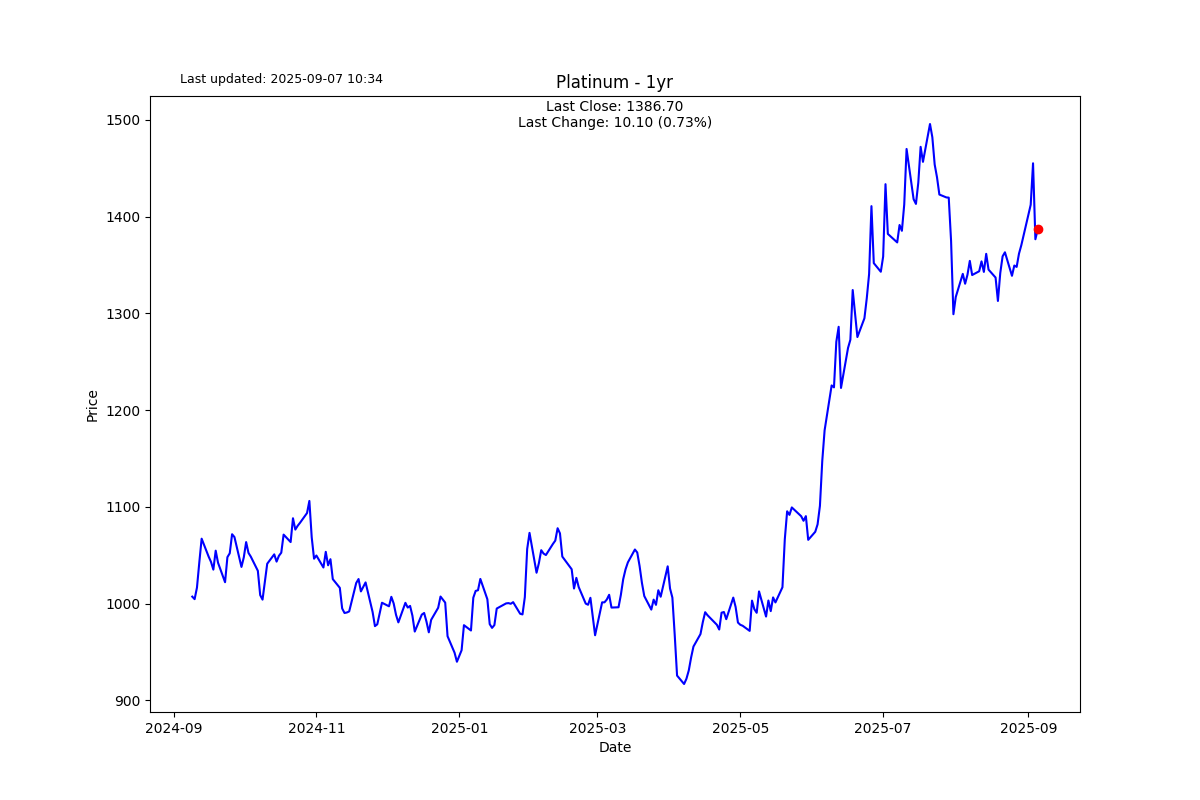 Last updated: 2025-09-07 10:34
Platinum - 1yr
Last Close: 1386.70
Last Change: 10.10 (0.73%)
1500
1400
1300
1200
1100
1000
900
Price
2024-09
2024-11
2025-01
2025-03
2025-05
2025-07
2025-09
Date